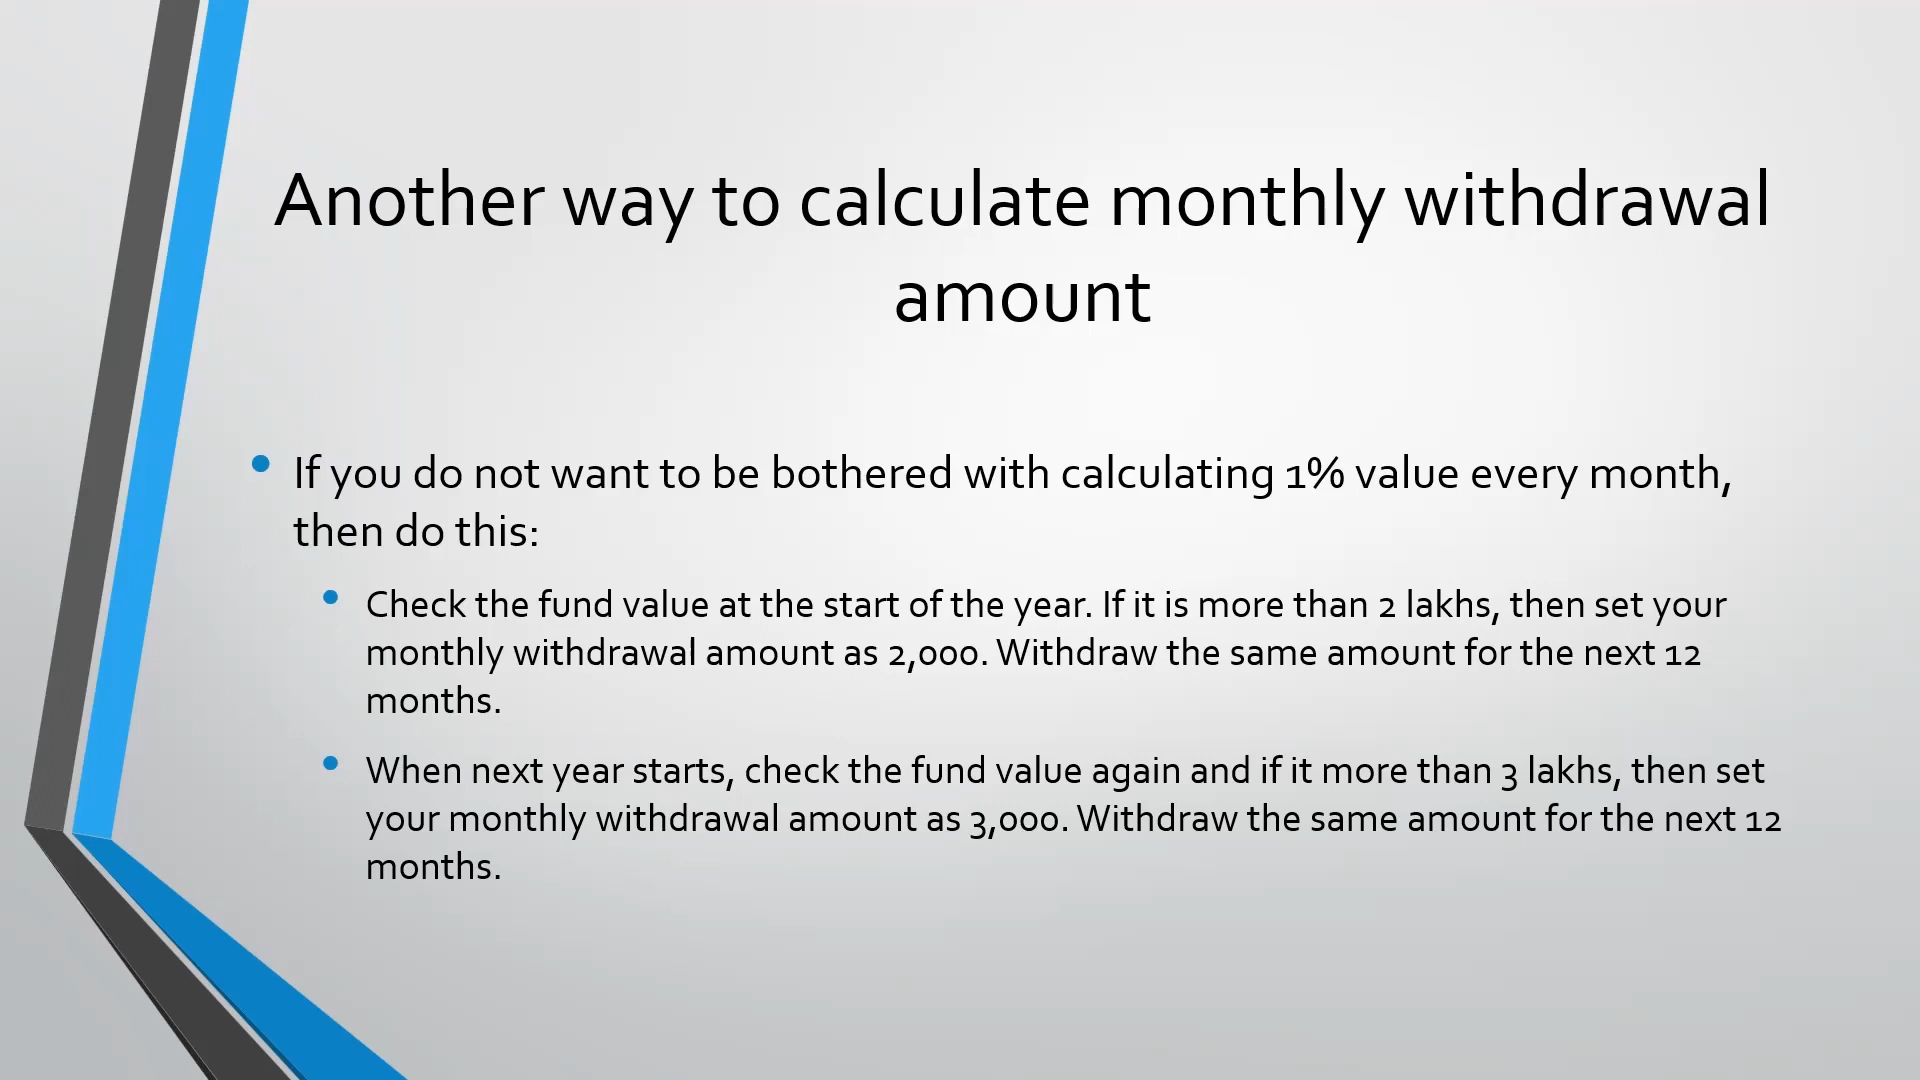 Another way to calculate monthly withdrawal
amount
If you do not want to be bothered with calculating 1% value every month,
then do this:
Check the fund value at the start of the year. If it is more than 2 lakhs, then set your
monthly withdrawal amount as 2,000. Withdraw the same amount for the next 12
months.
When next year starts, check the fund value again and if it more than 3 lakhs, then set
your monthly withdrawal amount as 3,000. Withdraw the same amount for the next 12
months.